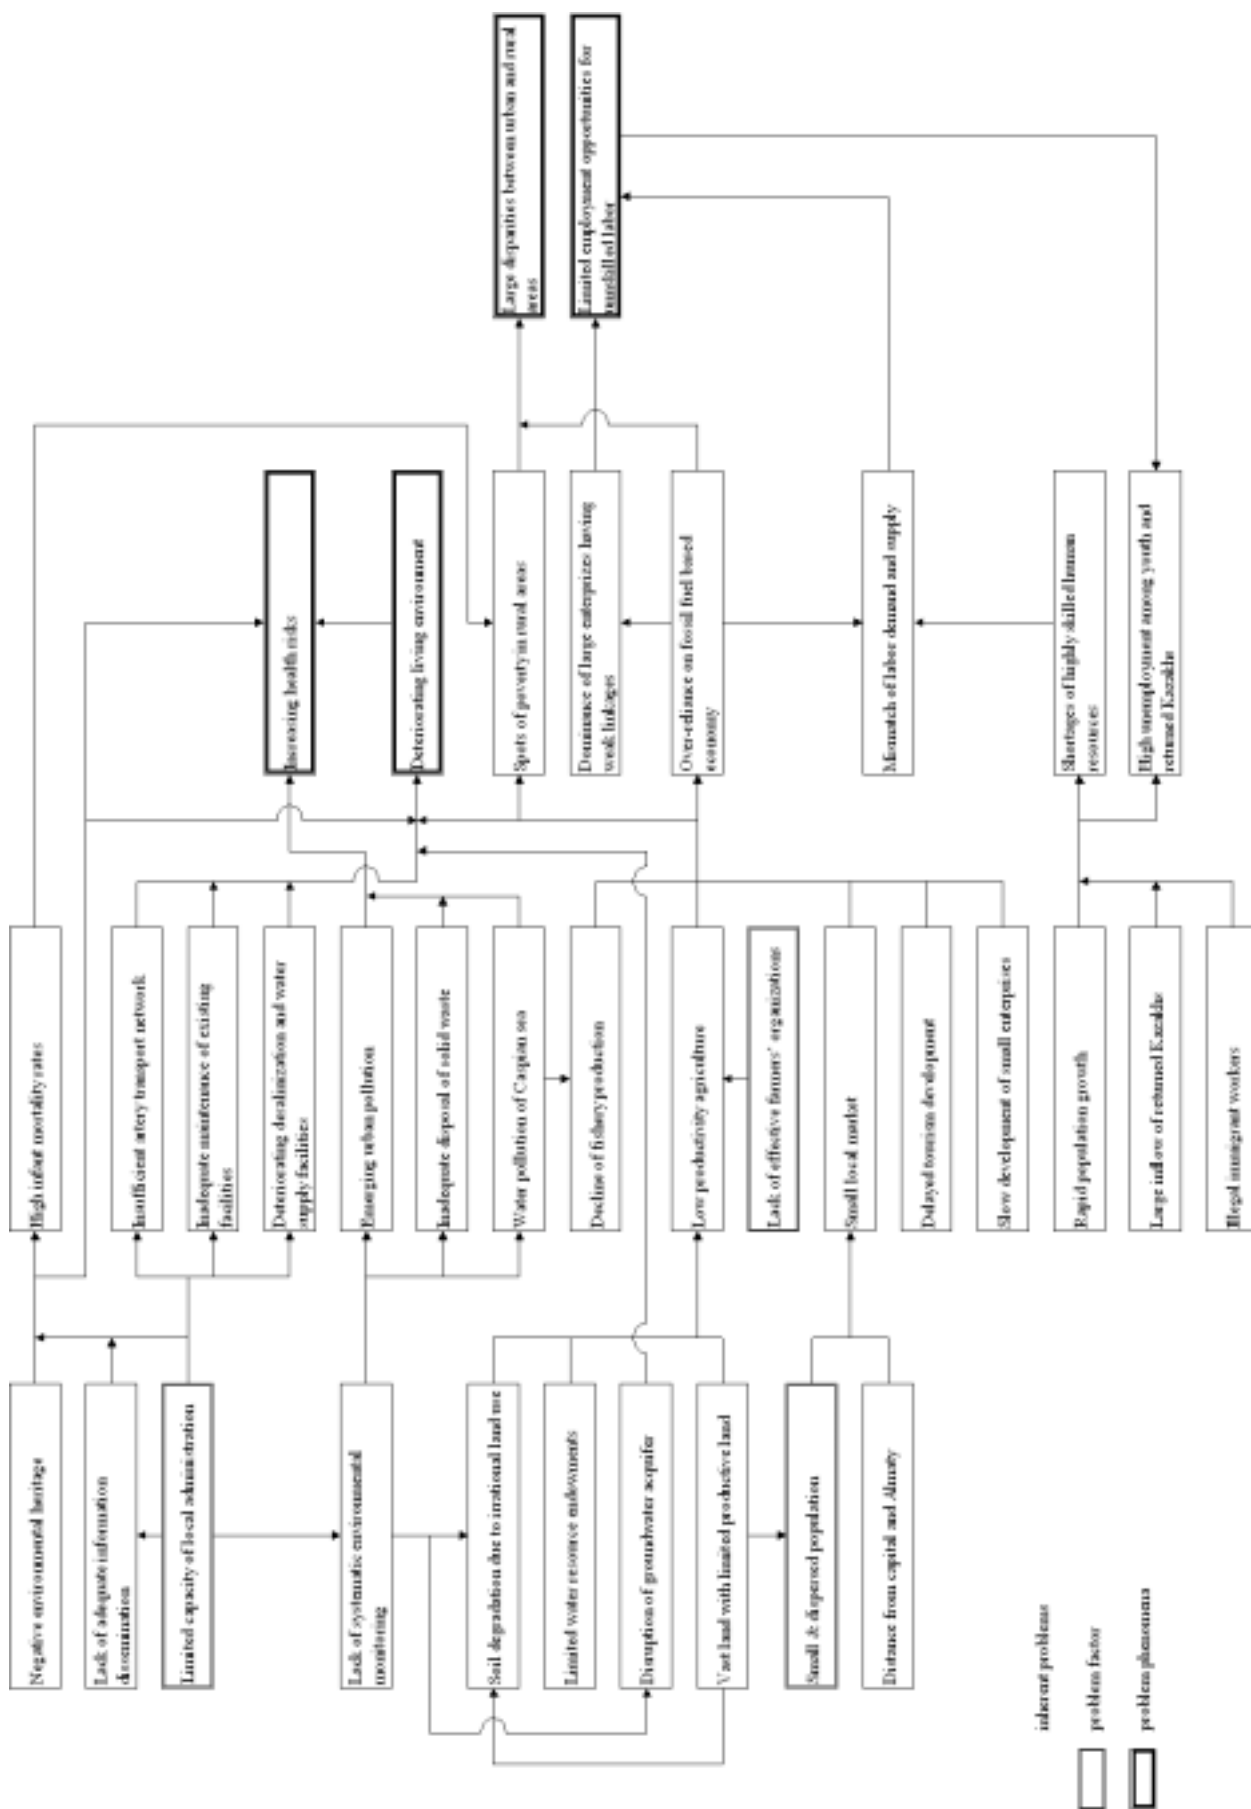 Negative environmental heritage
Lack of adequate information
dissemination
Limited capacity of local administration
Lack of systematic environmental
monitoring
Soil degradation due to irrational land use
Limited water resource endowments
Disruption of groundwater acquifer
Vast land with limited productive land
Small & dispersed population
Distance from capital and Almaty
High infant mortality rates
Insufficient artery transport network
Inadequate maintenance of existing
facilities
Deteriorating desalinization and water
supply facilities
Emerging urban pollution
Inadequate disposal of solid waste
Water pollution of Caspian sea
Decline of fishery production
Low productivity agriculture
Lack of effective farmers' organizations
Small local market
Delayed tourism development
Slow development of small enterprises
Rapid population growth
Large inflow of returned Kazakhs
Illegal immigrant workers
Increasing health risks
Deteriorating living environment
Spots of poverty in rural areas
Dominance of large enterprizes having
weak linkages
Over-reliance on fossil fuel based
economy
Mismatch of labor demand and supply
Shortages of highly skilled human
resources
High unemployment among youth and
returned Kazakhs
Large disparities between urban and rural
areas
Limited employment opportunities for
unskilled labor
inherent problems
problem factor
problem phenomena